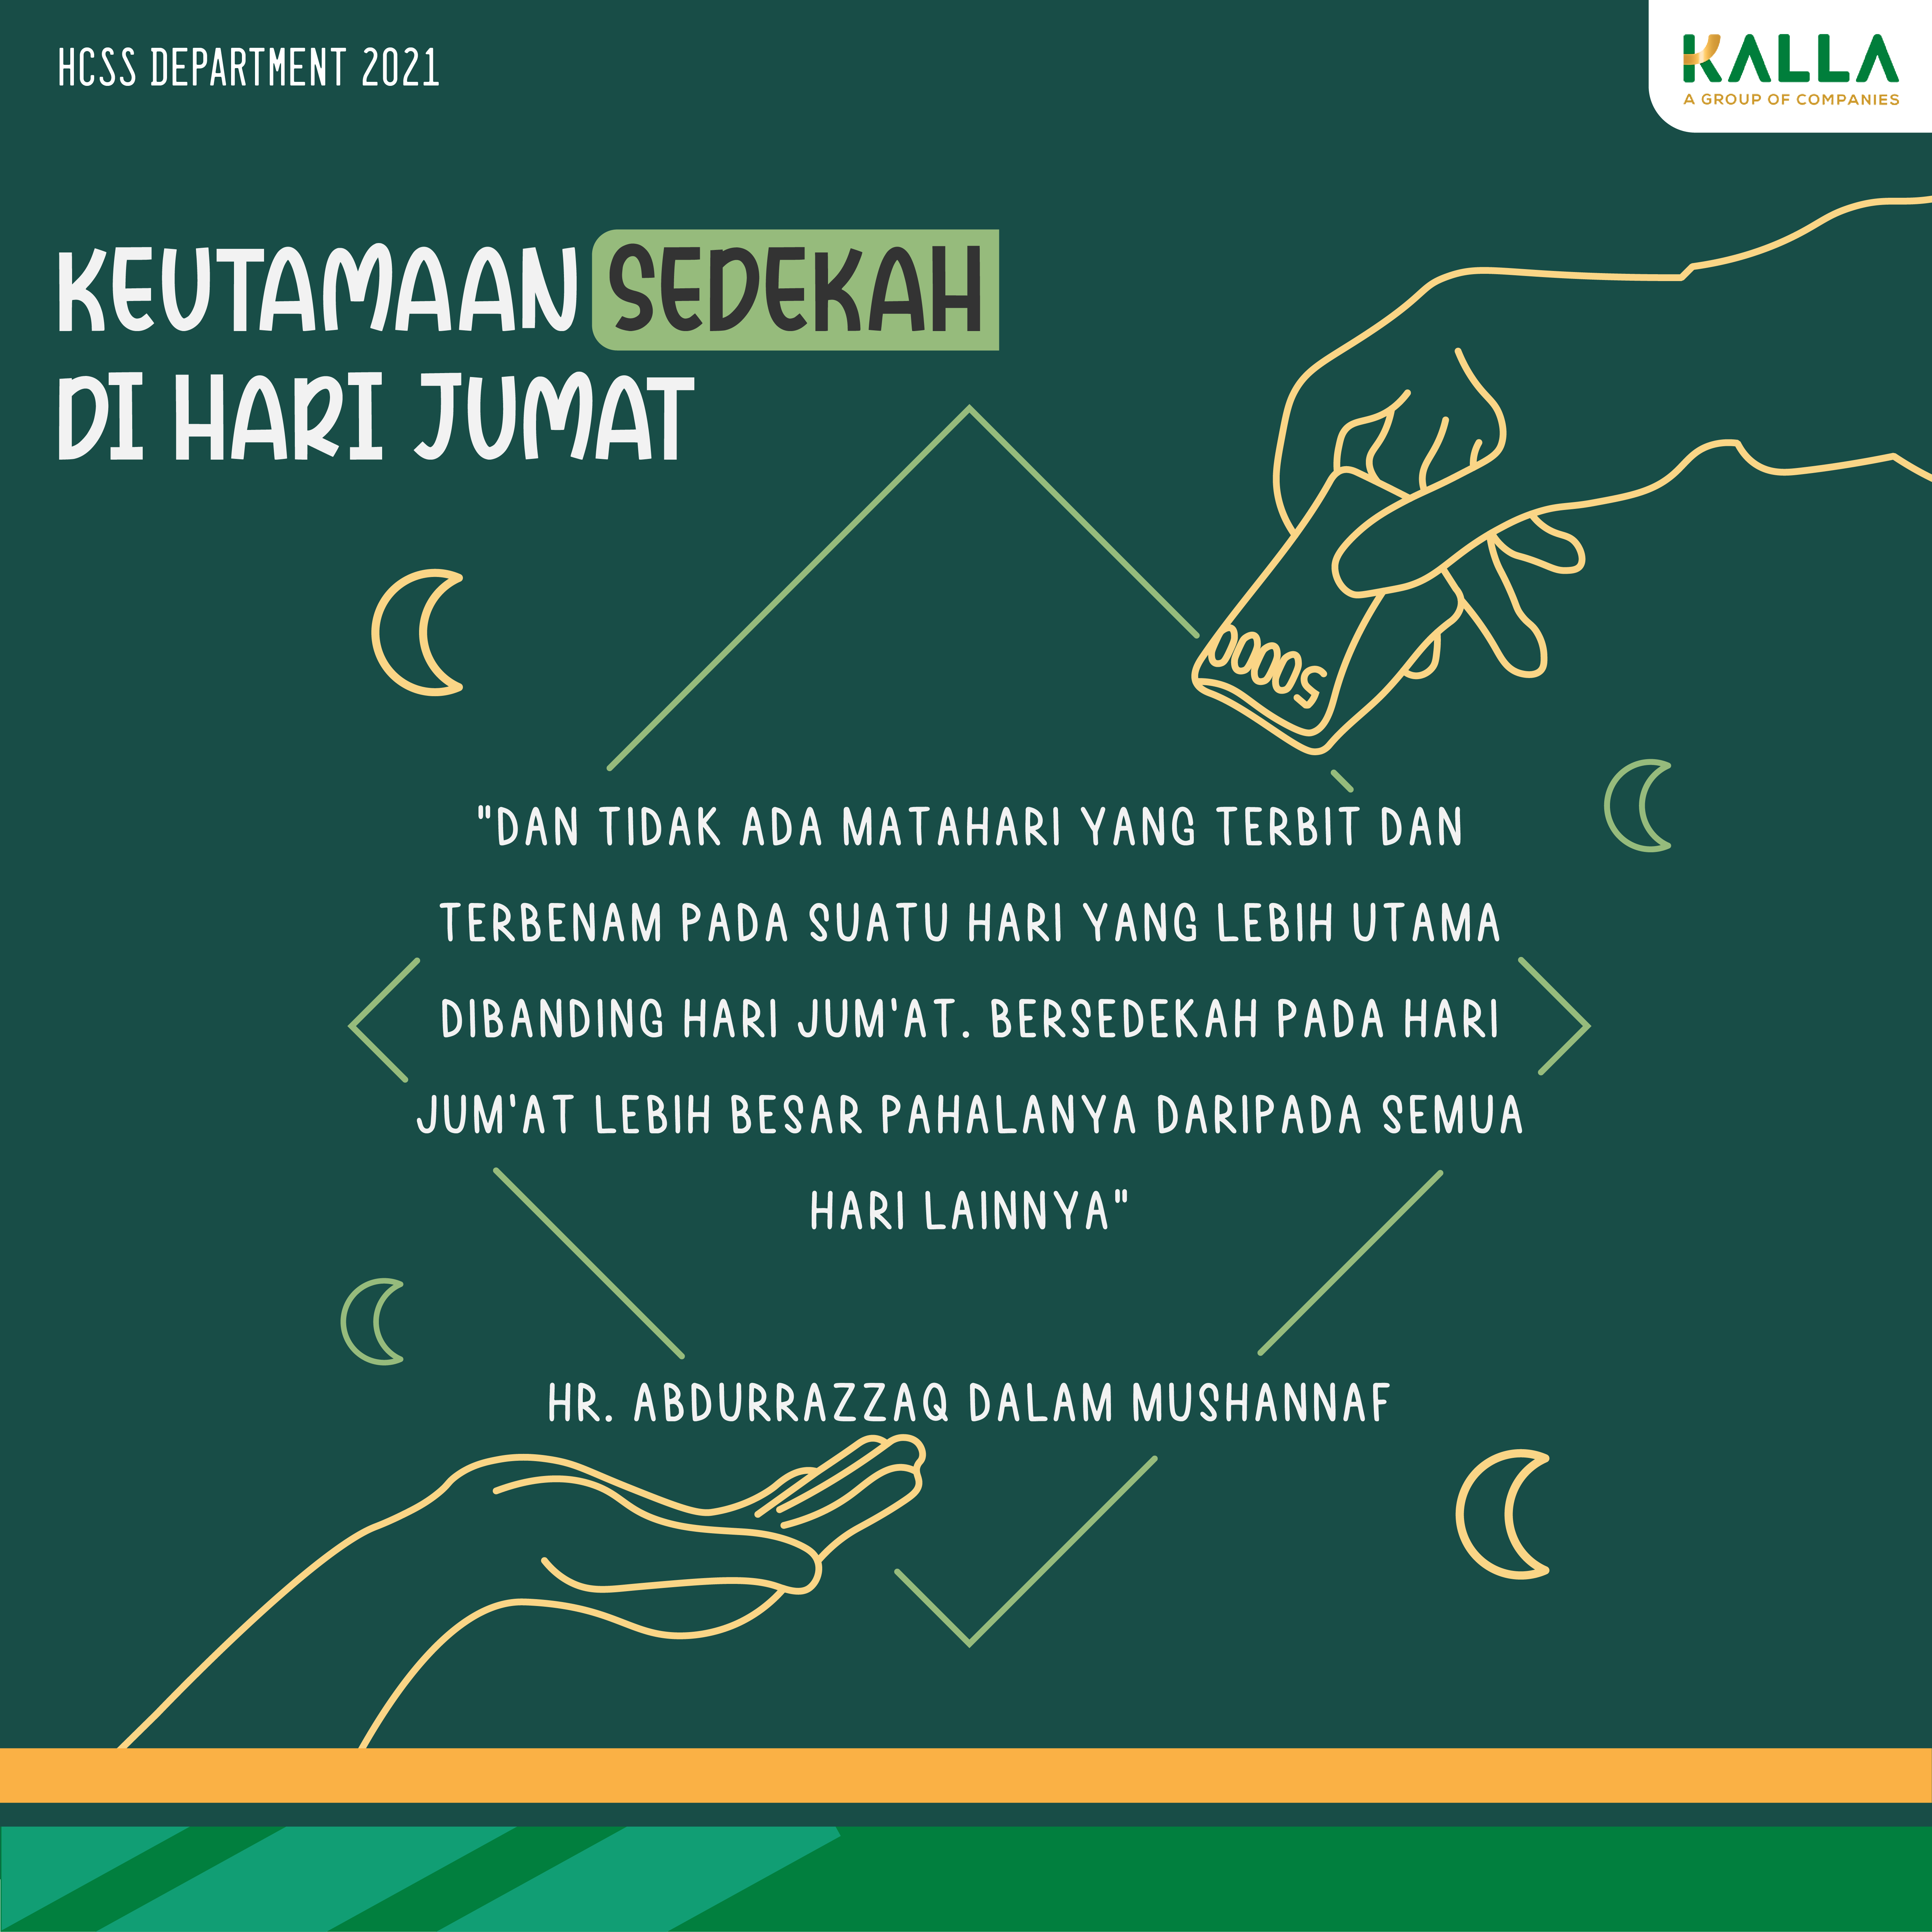 HCSS DEPARTMENT 2021
KALLA
A GROUP OF COMPANIES
KEUTAMAAN SEDEKAH
DI HARI JUMAT
50000
"DAN TIDAK ADA MATAHARI YANG TERBIT DAN
TERBENAM PADA SUATU HARI YANG LEBIH UTAMA
DIBANDING HARI JUM'AT. BERSEDEKAH PADA HARI
JUM'AT LEBIH BESAR PAHALANYA DARIPADA SEMUA
HARI LAINNYA"
HR. ABDURRAZZAQ DALAM MUSHANNAF